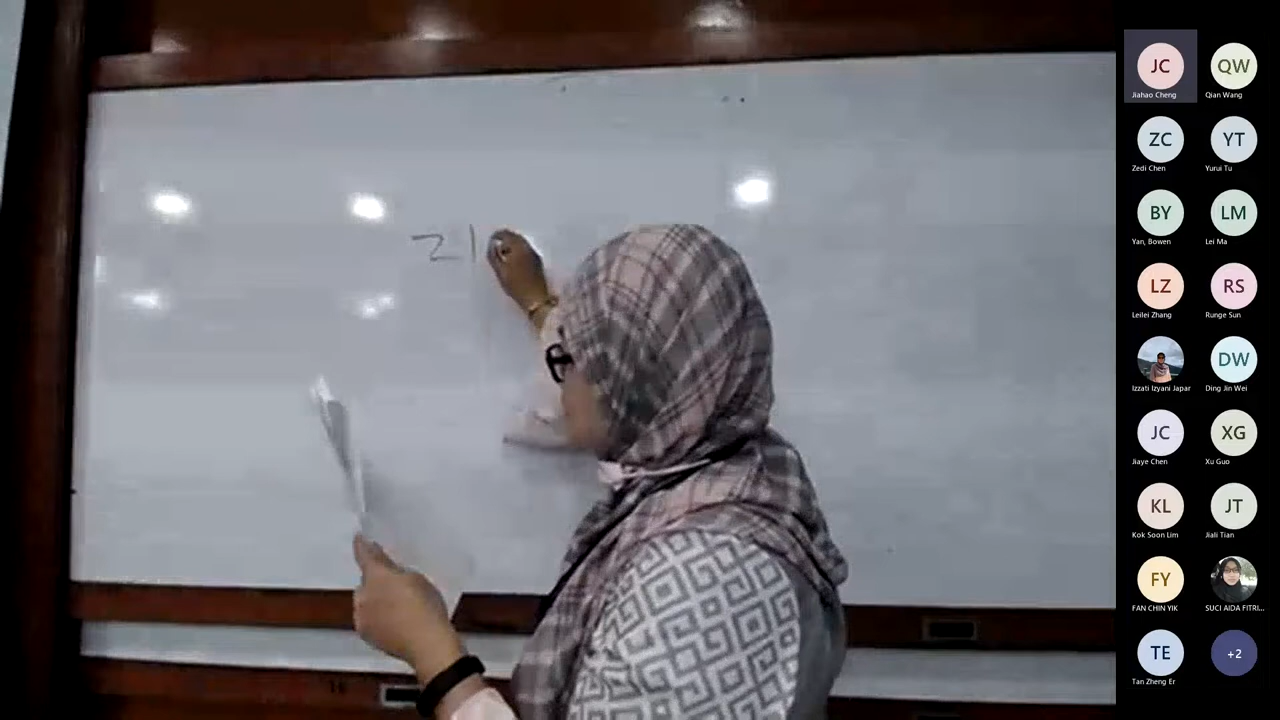 21
JC
Jiahao Cheng
QW
Qian Wang
ZC
Zedi Chen
YT
Yurui Tu
BY
Yan, Bowen
LM
Lei Ma
LZ
Leilei Zhang
RS
Runge Sun
Izzati Izyani Japar
DW
Ding Jin Wei
JC
Jiaye Chen
XG
Xu Guo
KL
Kok Soon Lim
JT
Jiali Tian
FY
FAN CHIN YIK
SUCI AIDA FITRI...
TE
Tan Zheng Er
+2